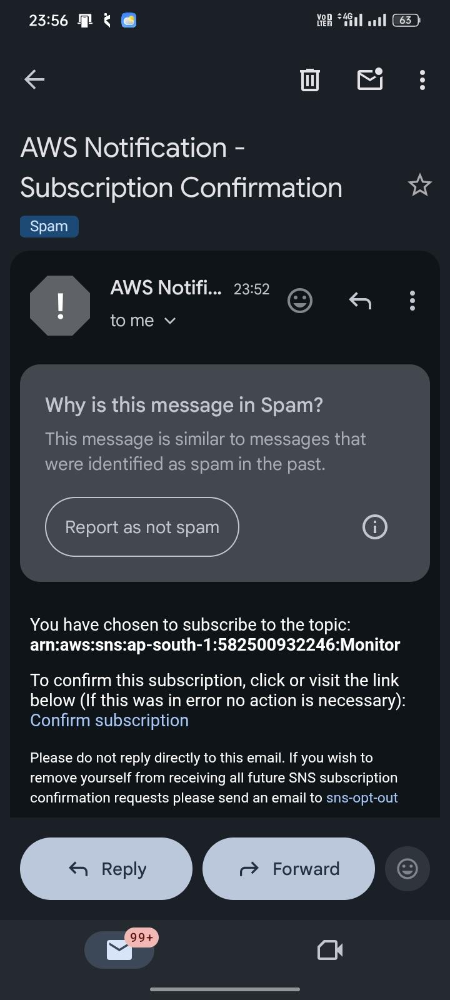 23:56
Vo D
LTE 2
4G
63
AWS Notification -
Subscription Confirmation
Spam
AWS Notifi... 23:52
to me
Why is this message in Spam?
This message is similar to messages that
were identified as spam in the past.
Report as not spam
You have chosen to subscribe to the topic:
arn:aws:sns:ap-south-1:582500932246:Monitor
To confirm this subscription, click or visit the link
below (If this was in error no action is necessary):
Confirm subscription
Please do not reply directly to this email. If you wish to
remove yourself from receiving all future SNS subscription
confirmation requests please send an email to sns-opt-out
Reply
Forward
99+